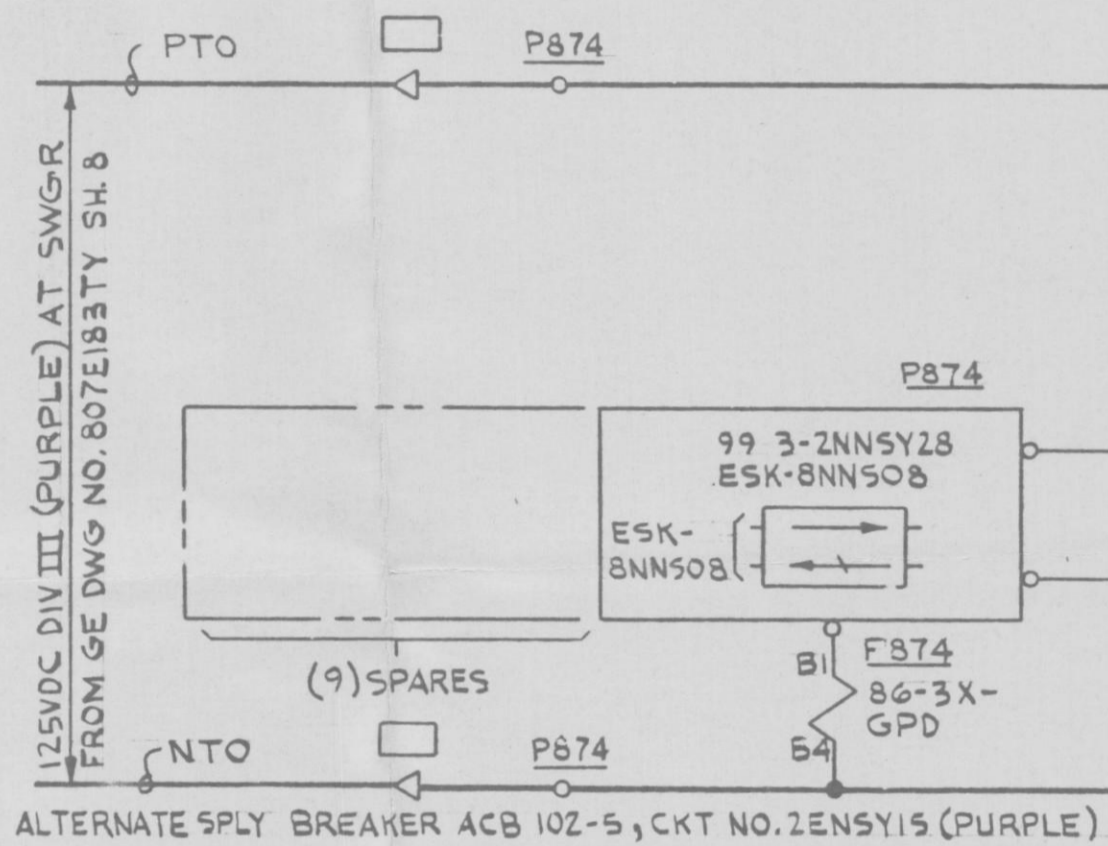 PTO
P874
125VDC DIV III (PURPLE) AT SWGR
FROM GE DWG NO. 807E183TY SH. 8
P874
99 3-2NNSY28
ESK-8NNS08
ESK-
8NNS08
(9) SPARES
B1
F874
86-3X-
GPD
B4
NTO
P874
ALTERNATE SPLY BREAKER ACB 102-5, CKT NO. 2ENSY15 (PURPLE)